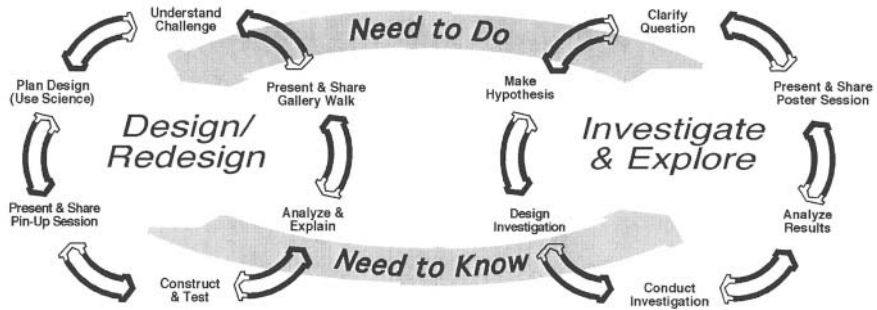 Understand
Challenge
Need to Do
Clarify
Question
Plan Design
(Use Science)
Present & Share
Gallery Walk
Make
Hypothesis
Present & Share
Poster Session
Design/
Redesign
Investigate
& Explore
Present & Share
Pin-Up Session
Analyze &
Explain
Design
Investigation
Analyze
Results
Need to Know
Construct
& Test
Conduct
Investigation